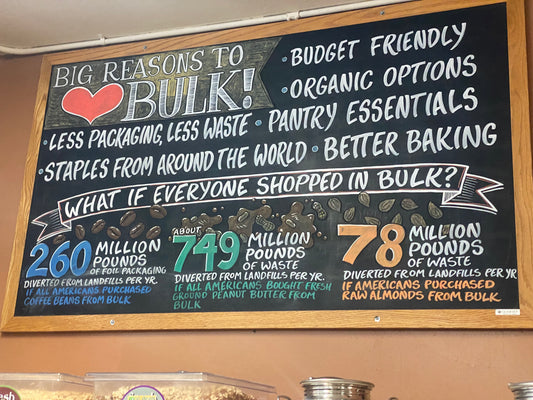 BIG REASONS TO
BULK!
• BUDGET FRIENDLY
• ORGANIC OPTIONS
• LESS PACKAGING, LESS WASTE • PANTRY ESSENTIALS
• STAPLES FROM AROUND THE WORLD • BETTER BAKING
WHAT IF EVERYONE SHOPPED IN BULK?
260 MILLION
POUNDS
OF FOIL PACKAGING
DIVERTED FROM LANDFILLS PER YR.
IF ALL AMERICANS PURCHASED
COFFEE BEANS FROM BULK
ABOUT
749 MILLION
POUNDS
OF WASTE
DIVERTED FROM LANDFILLS PER YR.
IF ALL AMERICANS BOUGHT FRESH
GROUND PEANUT BUTTER FROM
BULK
78 MILLION
POUNDS
OF WASTE
DIVERTED FROM LANDFILLS PER YR
IF AMERICANS PURCHASED
RAW ALMONDS FROM BULK